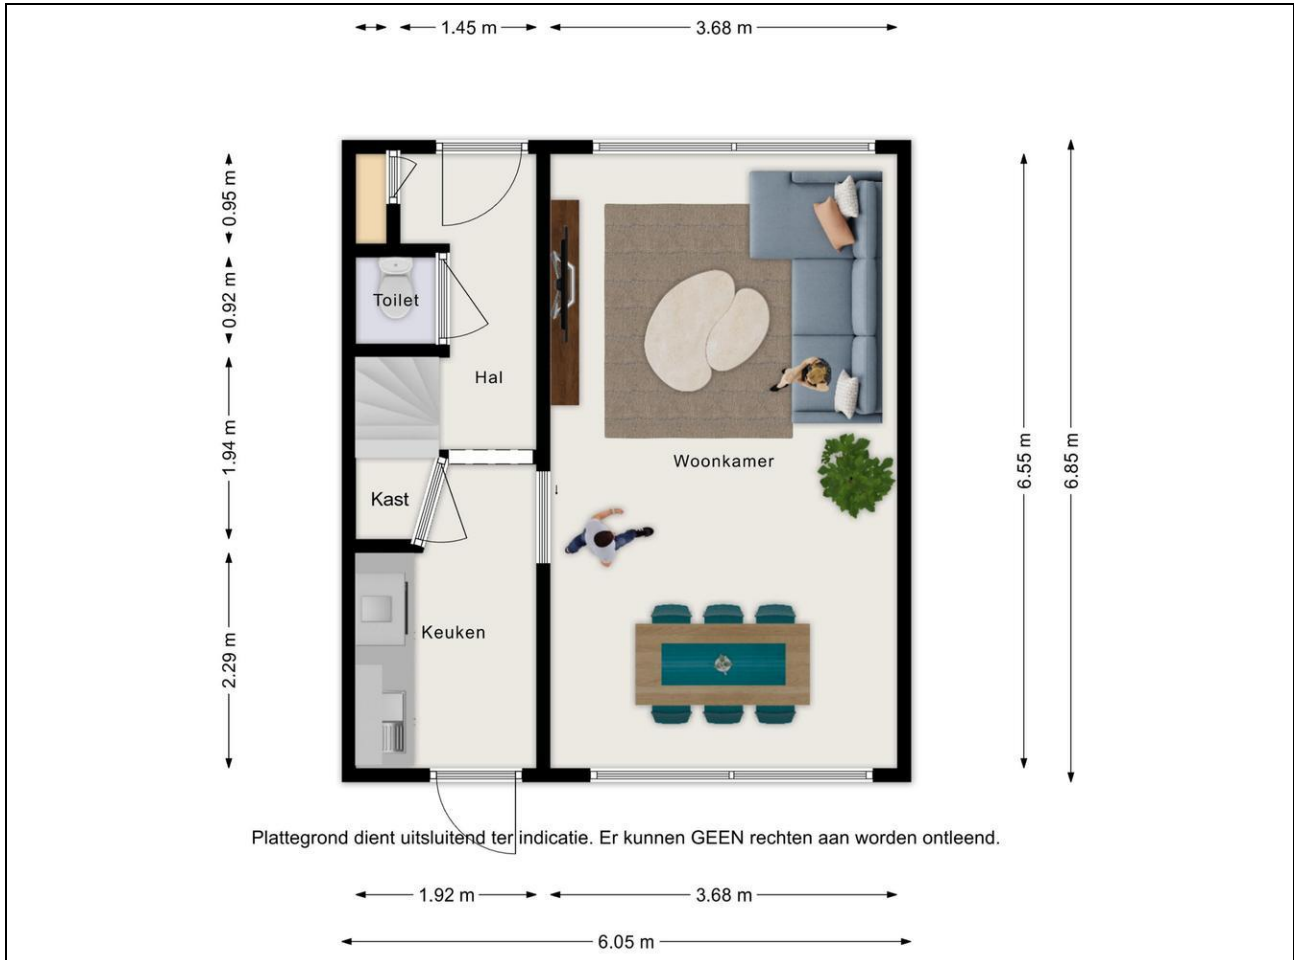 1.45 m
3.68 m
0.95 m
0.92 m
1.94 m
2.29 m
Toilet
Hal
Woonkamer
Kast
Keuken
6.55 m
6.85 m
Plattegrond dient uitsluitend ter indicatie. Er kunnen GEEN rechten aan worden ontleend.
1.92 m
3.68 m
6.05 m